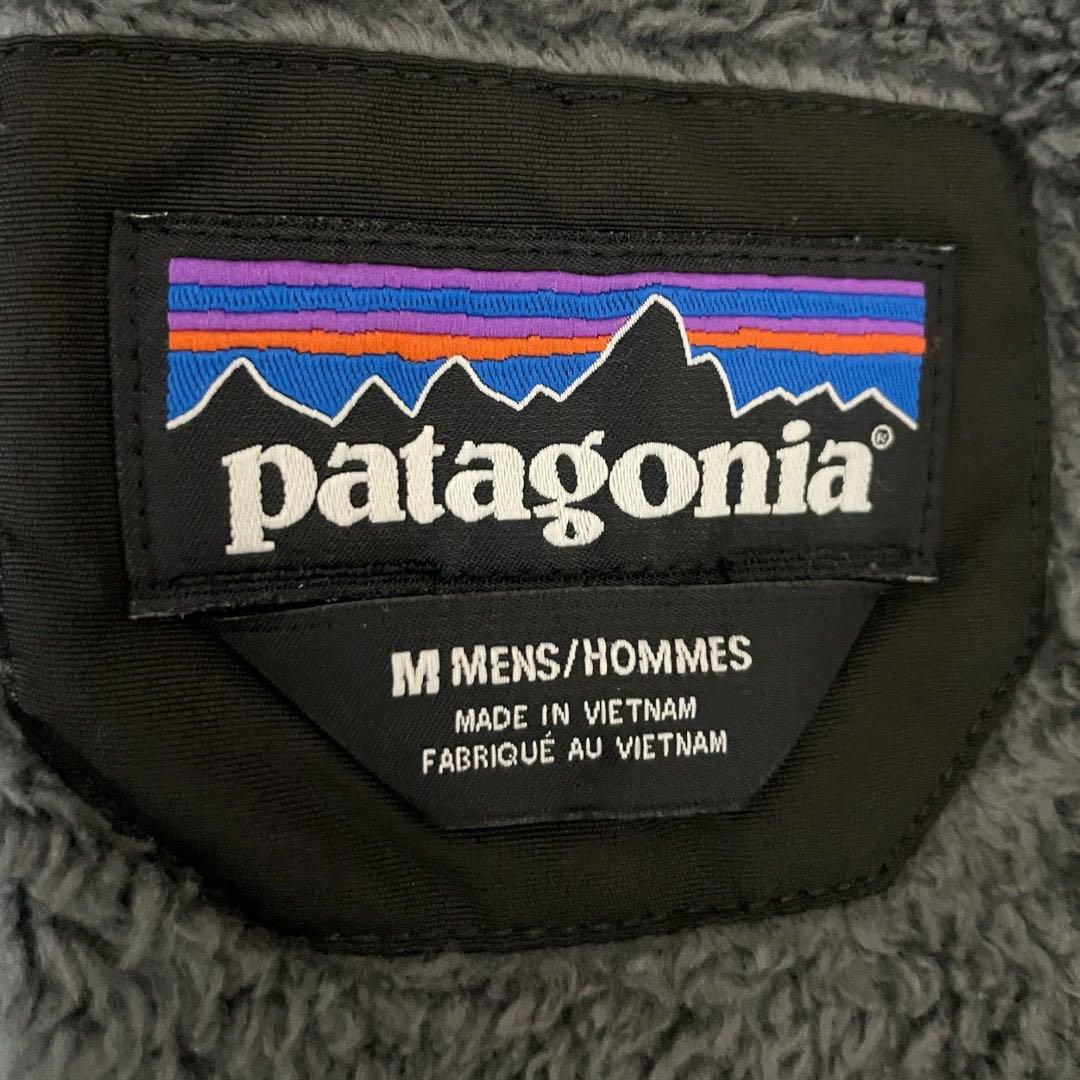 patagonia®
M MENS/HOMMES
MADE IN VIETNAM
FABRIQUÉ AU VIETNAM